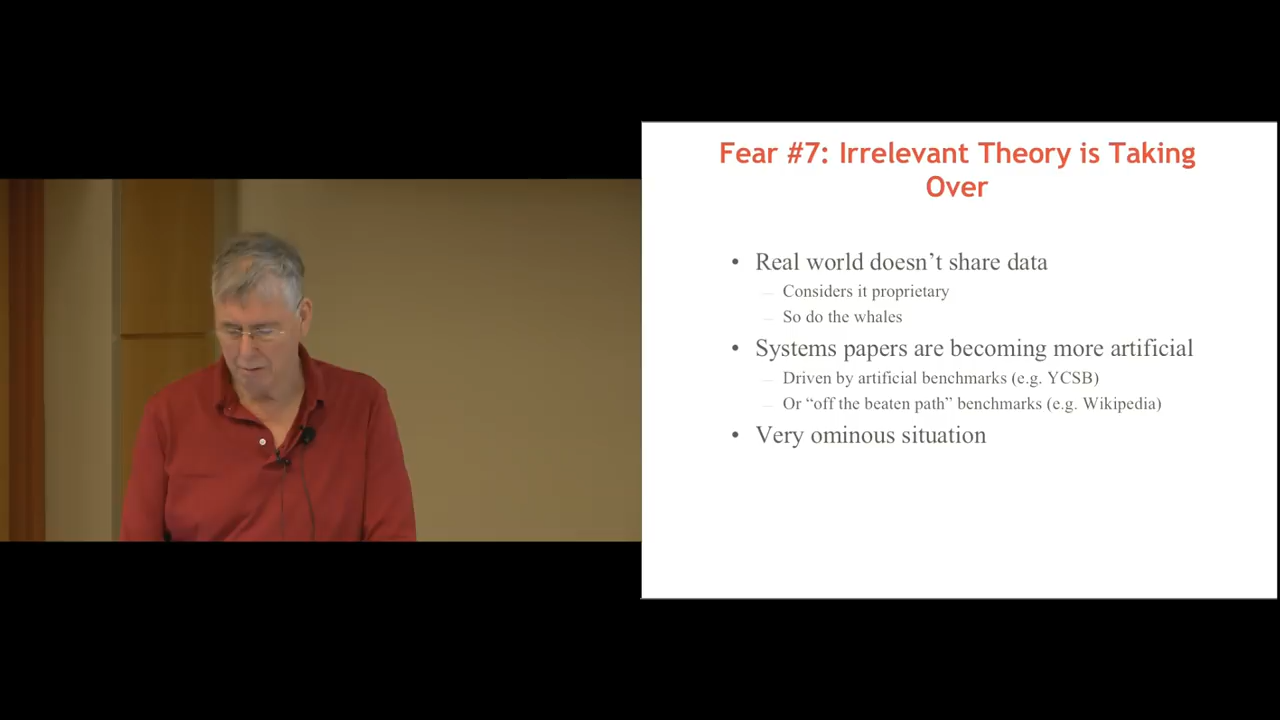 Fear #7: Irrelevant Theory is Taking
Over
• Real world doesn’t share data
– Considers it proprietary
– So do the whales
• Systems papers are becoming more artificial
– Driven by artificial benchmarks (e.g. YCSB)
– Or “off the beaten path” benchmarks (e.g. Wikipedia)
• Very ominous situation